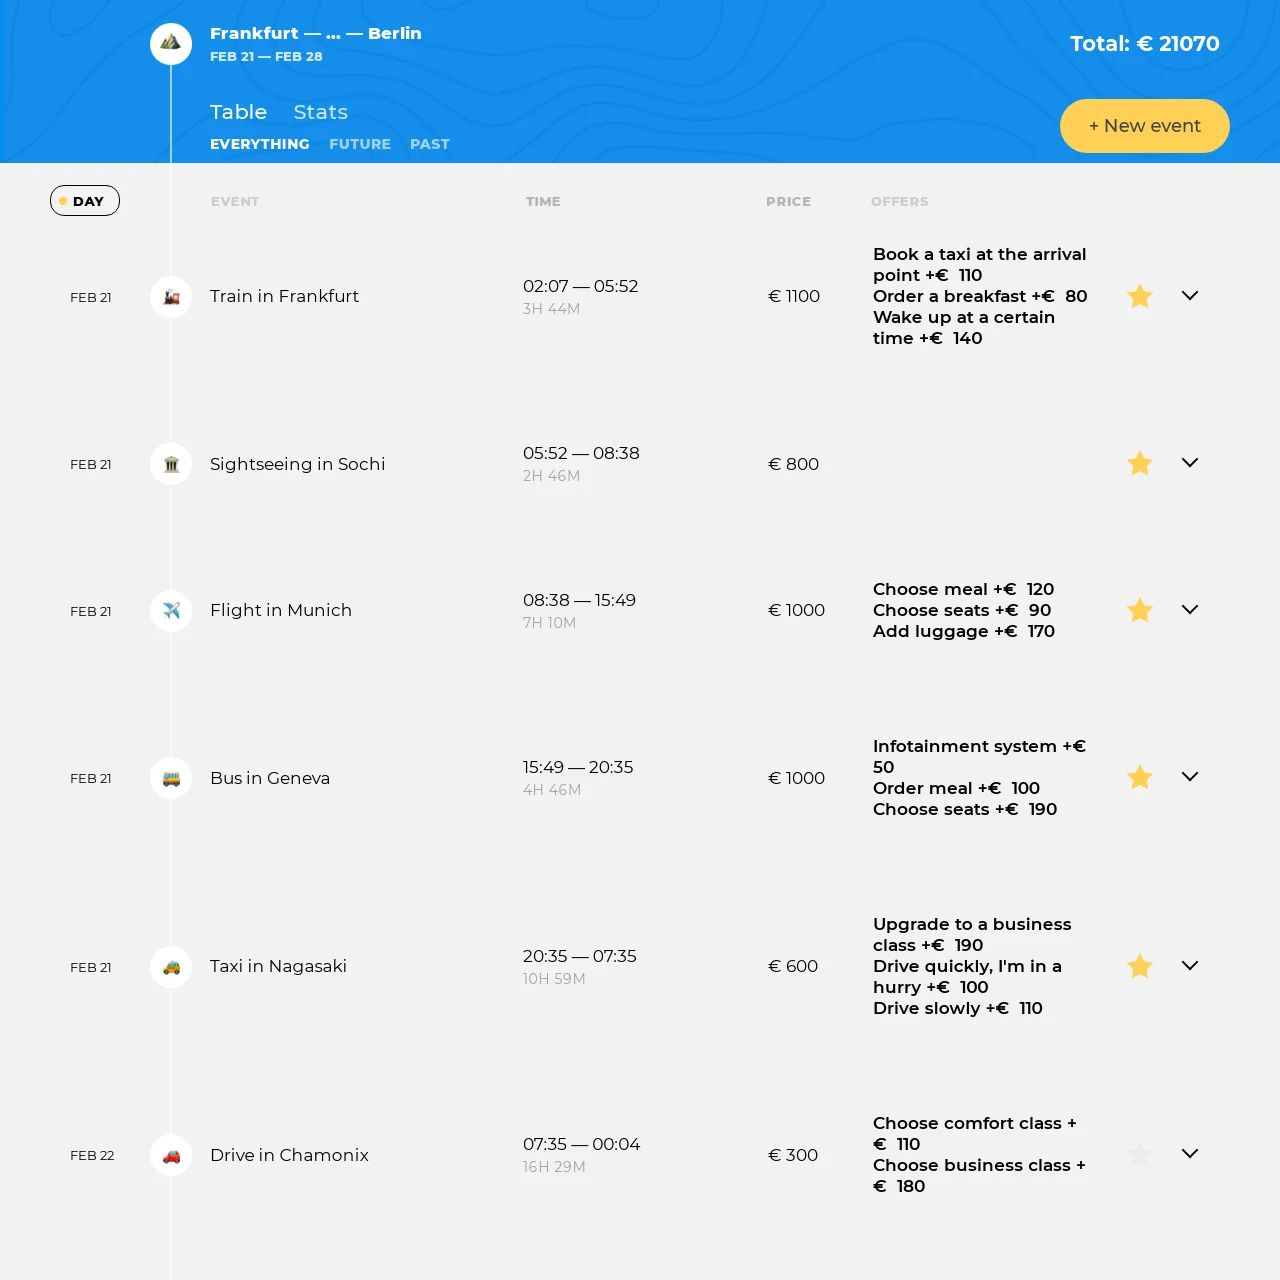 Frankfurt — ... — Berlin
FEB 21 — FEB 28
Total: € 21070
Table Stats
EVERYTHING FUTURE PAST
+ New event
DAY EVENT TIME PRICE OFFERS
FEB 21
Train in Frankfurt
02:07 — 05:52
3H 44M
€ 1100
Book a taxi at the arrival
point +€ 110
Order a breakfast +€ 80
Wake up at a certain
time +€ 140
FEB 21
Sightseeing in Sochi
05:52 — 08:38
2H 46M
€ 800
FEB 21
Flight in Munich
08:38 — 15:49
7H 10M
€ 1000
Choose meal +€ 120
Choose seats +€ 90
Add luggage +€ 170
FEB 21
Bus in Geneva
15:49 — 20:35
4H 46M
€ 1000
Infotainment system +€
50
Order meal +€ 100
Choose seats +€ 190
FEB 21
Taxi in Nagasaki
20:35 — 07:35
10H 59M
€ 600
Upgrade to a business
class +€ 190
Drive quickly, I'm in a
hurry +€ 100
Drive slowly +€ 110
FEB 22
Drive in Chamonix
07:35 — 00:04
16H 29M
€ 300
Choose comfort class +
€ 110
Choose business class +
€ 180